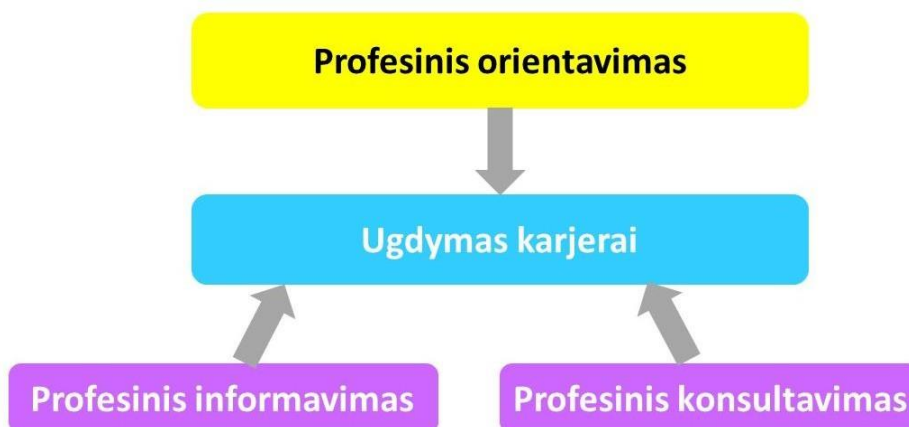 Profesinis orientavimas
Ugdymas karjerai
Profesinis informavimas
Profesinis konsultavimas